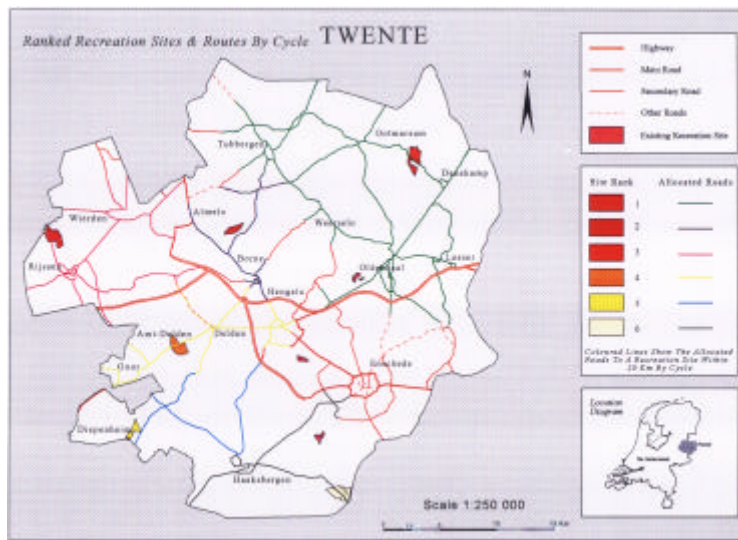 Ranked Recreation Sites & Routes By Cycle TWENTE
N
Highway
Main Road
Secondary Road
Other Roads
Existing Recreation Site
Site Rank Allocated Roads
1
2
3
4
5
6
Coloured Lines Show The Allocated
Roads To A Recreation Site Within
20 Km By Cycle
Location
Diagram
Ootmarsum
Tubbergen
Denekamp
Almelo
Wierden
Weerselo
Borne
Losser
Rijssen
Oldenzaal
Hengelo
Amt-Delden
Delden
Goor
Enschede
Diepenheim
Haaksbergen
Scale 1:250 000